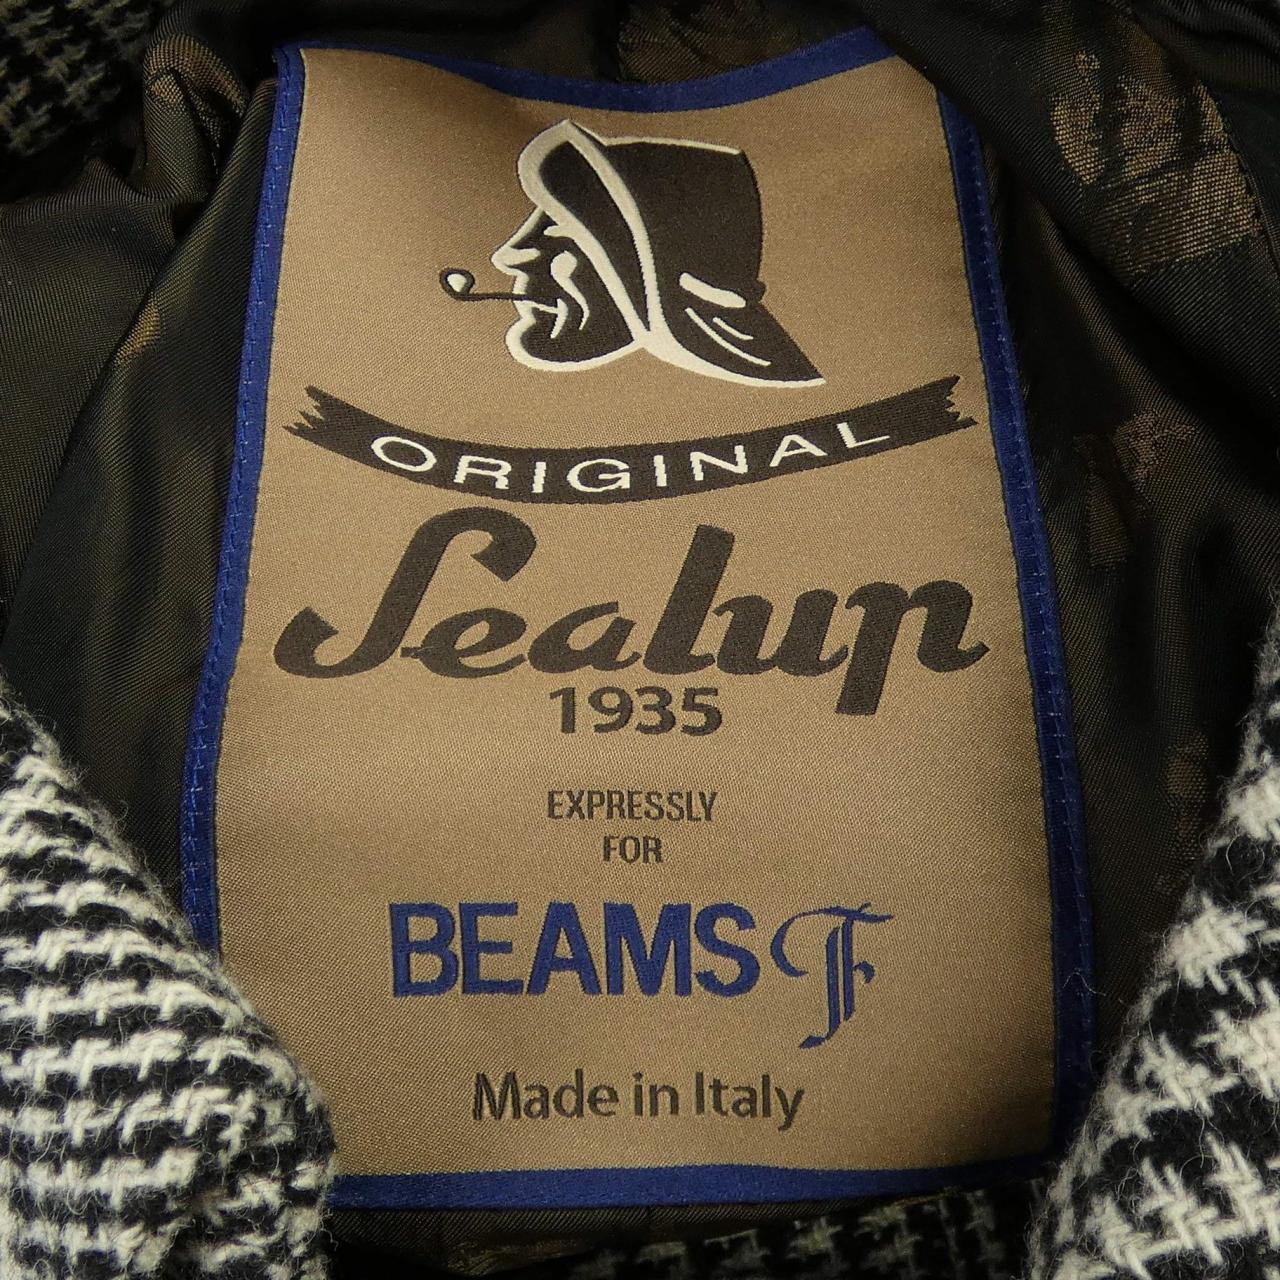 ORIGINAL
Sealup
1935
EXPRESSLY
FOR
BEAMS F
Made in Italy